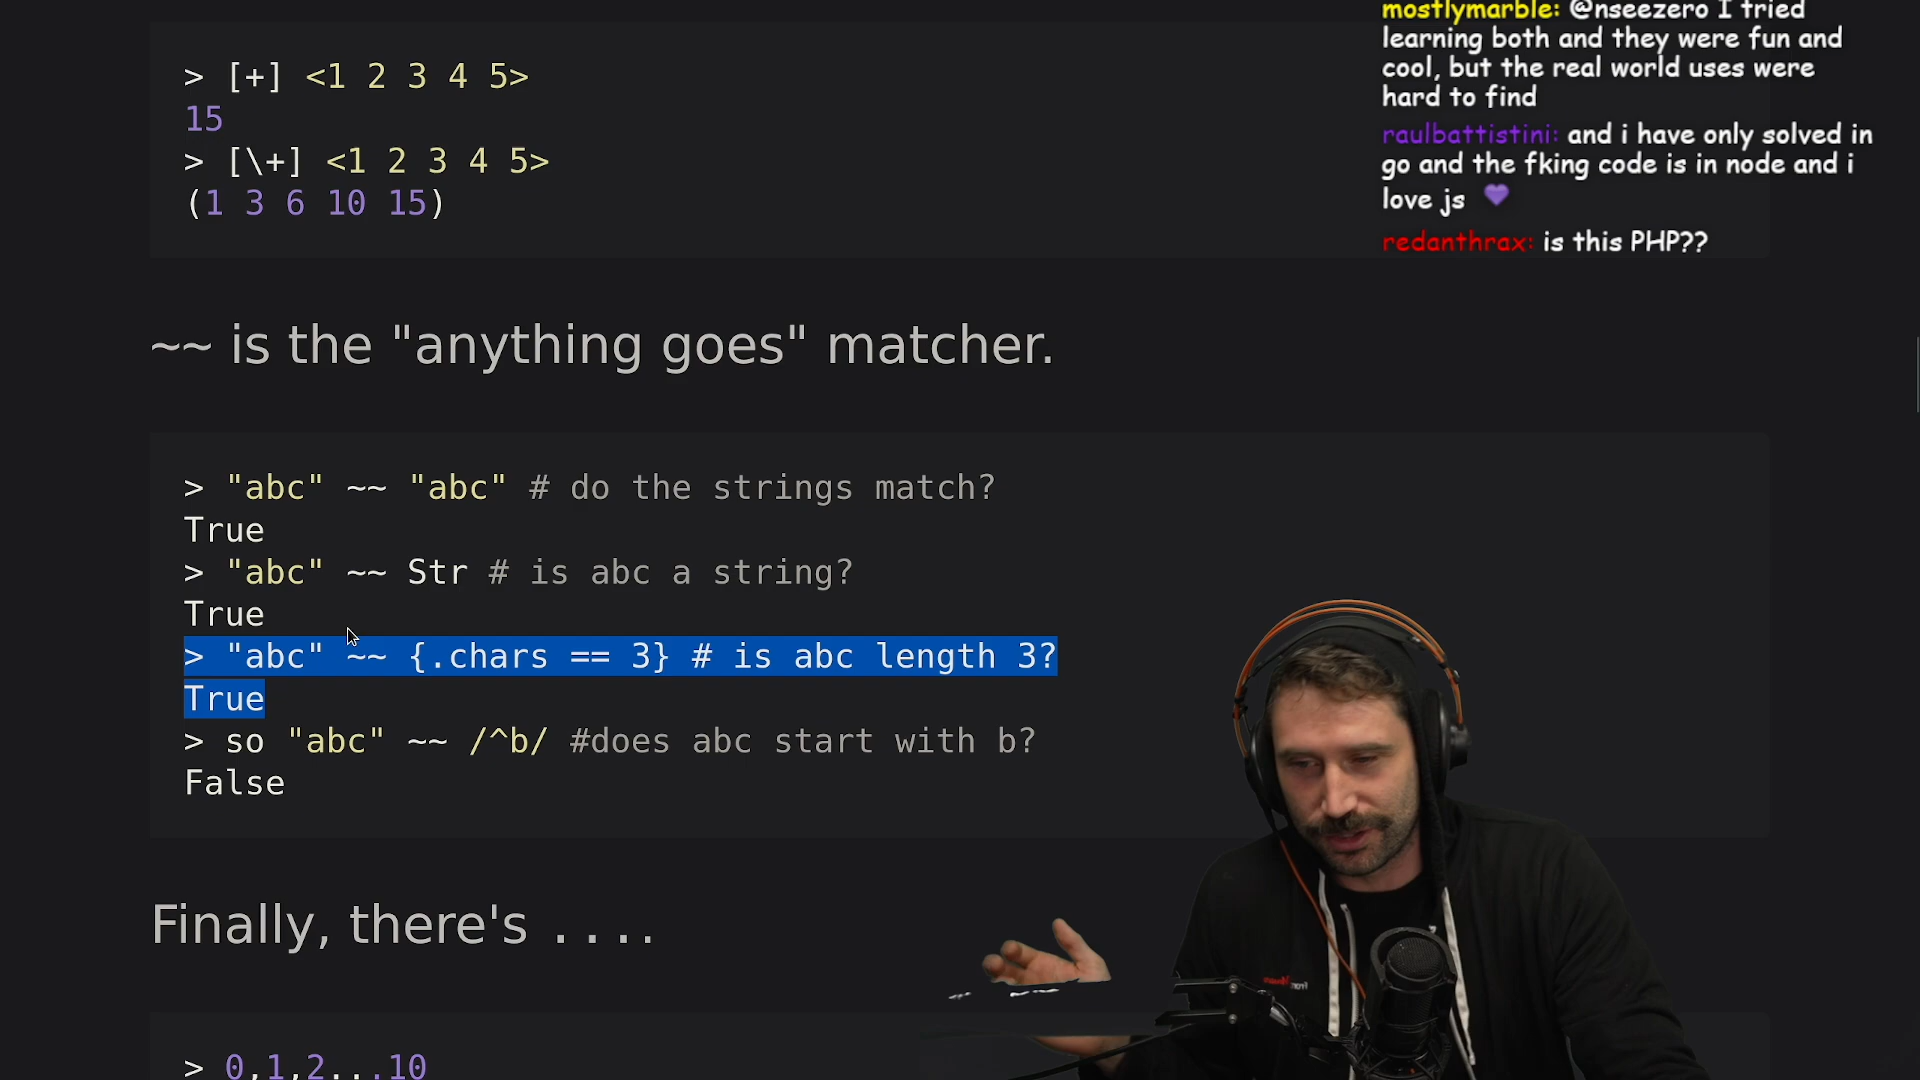 > [+] <1 2 3 4 5>
15
> [\+] <1 2 3 4 5>
(1 3 6 10 15)
~~ is the "anything goes" matcher.
> "abc" ~~ "abc" # do the strings match?
True
> "abc" ~~ Str # is abc a string?
True
> "abc" ~~ {.chars == 3} # is abc length 3?
True
> so "abc" ~~ /^b/ #does abc start with b?
False
Finally, there's ....
> 0,1,2...10
mostlymarble: @nseezero I tried
learning both and they were fun and
cool, but the real world uses were
hard to find
raulbattistini: and i have only solved in
go and the fking code is in node and i
love js
redanthrax: is this PHP??